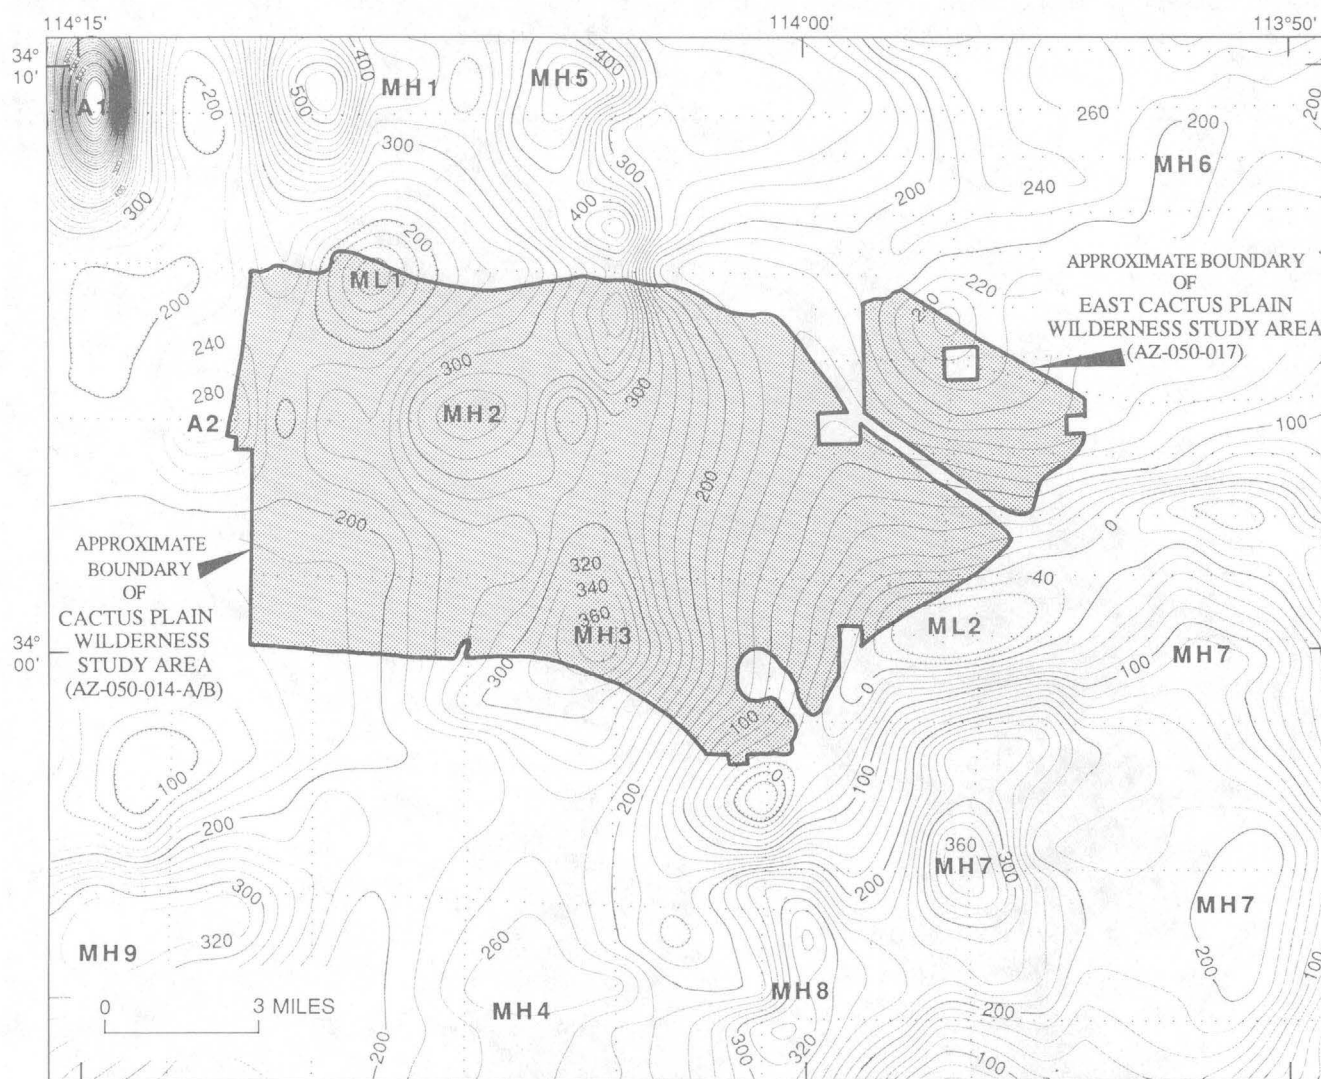 114°15'
114°00'
113°50'
34°
10'
A1
200
500
400
MH1
MH5
400
260
200
200
MH6
300
300
300
200
240
400
200
ML1
200
APPROXIMATE BOUNDARY
OF
EAST CACTUS PLAIN
WILDERNESS STUDY AREA
(AZ-050-017)
220
240
280
A2
300
MH2
300
100
200
200
0
APPROXIMATE
BOUNDARY
OF
CACTUS PLAIN
WILDERNESS
STUDY AREA
(AZ-050-014-A/B)
320
340
360
MH3
-40
ML2
34°
00'
100
MH7
300
0
100
0
100
100
200
200
200
360
MH7
300
MH7
300
320
MH9
260
MH4
MH8
200
100
0
3 MILES
200
300
320
200
100